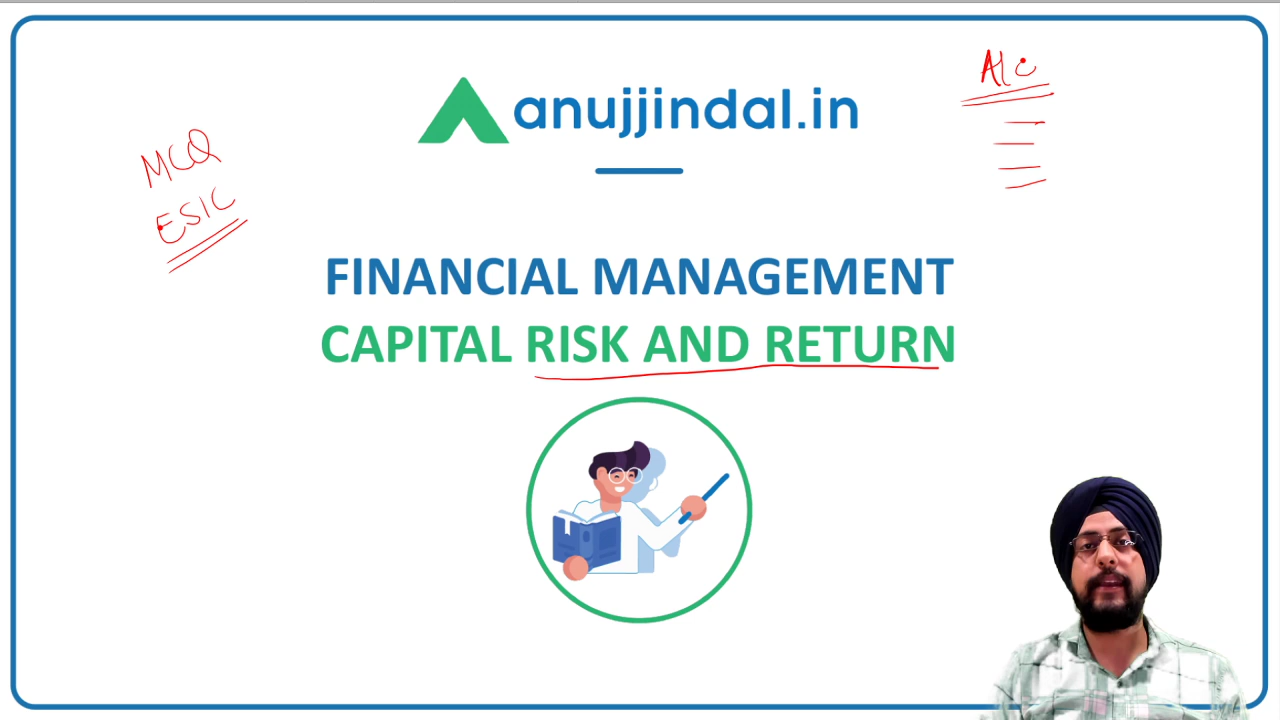 anujjindal.in
A/C
MCQ
ESIC
FINANCIAL MANAGEMENT
CAPITAL RISK AND RETURN